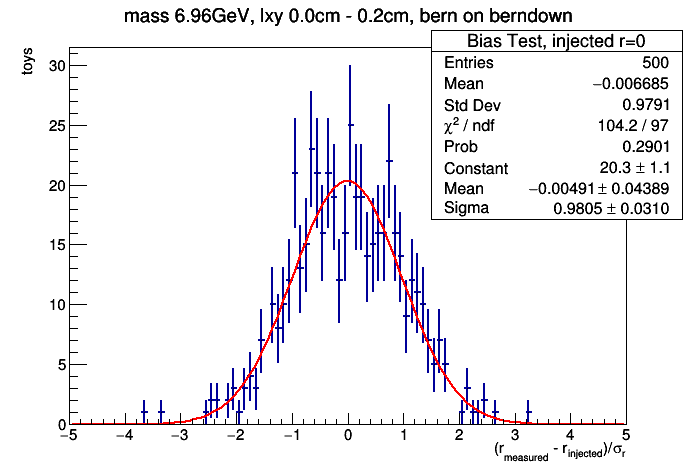 mass 6.96GeV, lxy 0.0cm - 0.2cm, bern on berndown
Bias Test, injected r=0
Entries 500
Mean −0.006685
Std Dev 0.9791
χ² / ndf 104.2 / 97
Prob 0.2901
Constant 20.3 ± 1.1
Mean −0.00491 ± 0.04389
Sigma 0.9805 ± 0.0310
toys
30
25
20
15
10
5
0
−5 −4 −3 −2 −1 0 1 2 3 4 5
(r_measured - r_injected)/σ_r